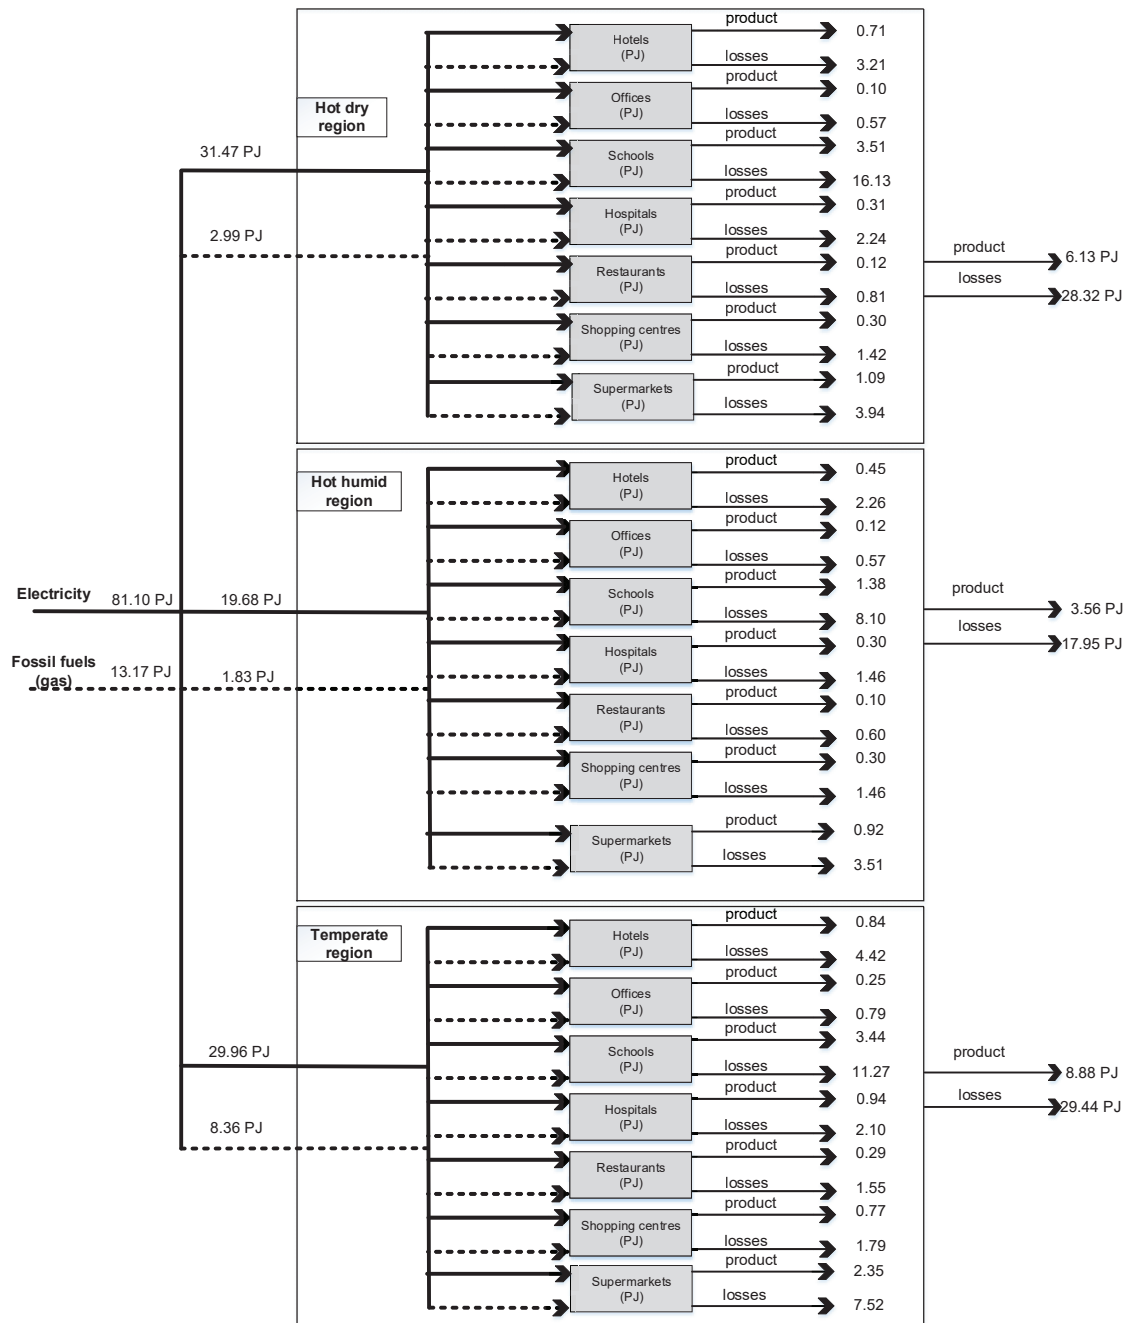 product
0.71
Hotels
(PJ)
losses
3.21
product
0.10
Offices
(PJ)
Hot dry
region
losses
0.57
product
3.51
31.47 PJ
Schools
(PJ)
losses
16.13
product
0.31
Hospitals
(PJ)
2.99 PJ
losses
2.24
product
0.12
Restaurants
(PJ)
losses
0.81
product
0.30
Shopping centres
(PJ)
losses
1.42
product
1.09
Supermarkets
(PJ)
losses
3.94
product
6.13 PJ
losses
28.32 PJ
product
0.45
Hot humid
region
Hotels
(PJ)
losses
2.26
product
0.12
Offices
(PJ)
losses
0.57
product
1.38
Electricity
81.10 PJ
19.68 PJ
Schools
(PJ)
losses
8.10
product
0.30
Fossil fuels
(gas)
13.17 PJ
1.83 PJ
Hospitals
(PJ)
losses
1.46
product
0.10
Restaurants
(PJ)
losses
0.60
product
0.30
Shopping centres
(PJ)
losses
1.46
product
0.92
Supermarkets
(PJ)
losses
3.51
product
3.56 PJ
losses
17.95 PJ
product
0.84
Temperate
region
Hotels
(PJ)
losses
4.42
product
0.25
Offices
(PJ)
losses
0.79
product
3.44
29.96 PJ
Schools
(PJ)
losses
11.27
product
0.94
Hospitals
(PJ)
8.36 PJ
losses
2.10
product
0.29
Restaurants
(PJ)
losses
1.55
product
0.77
Shopping centres
(PJ)
losses
1.79
product
2.35
Supermarkets
(PJ)
losses
7.52
product
8.88 PJ
losses
29.44 PJ